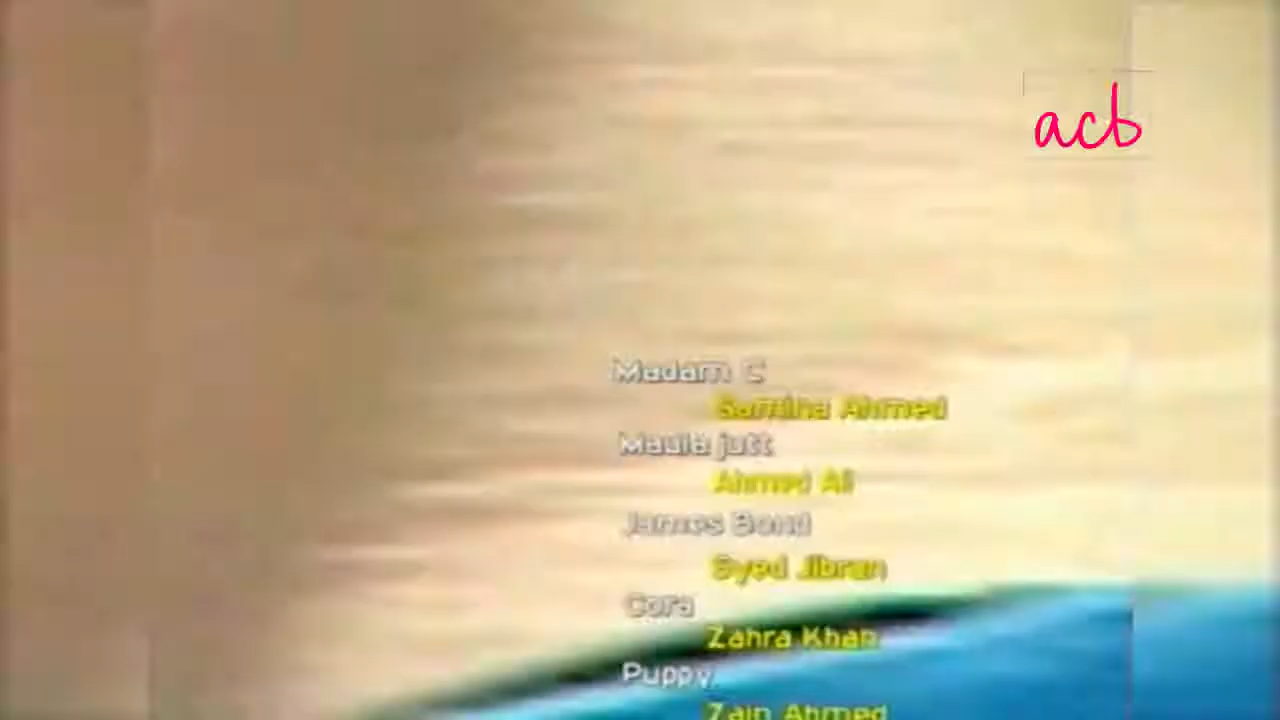 acb
Madam C
Samina Ahmed
Maula jutt
Ahmed Ali
James Bond
Syed Jibran
Cora
Zahra Khan
Puppy
Zain Ahmed